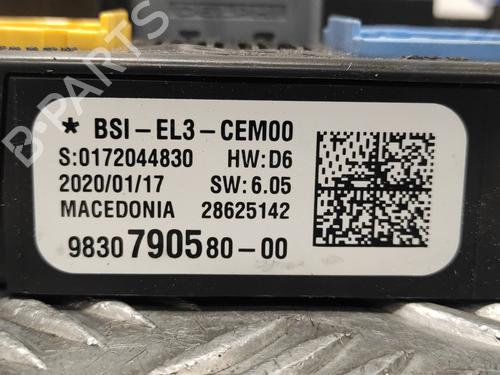 ★ BSI-EL3-CEM00
S:0172044830 HW:D6
2020/01/17 SW:6.05
MACEDONIA 28625142
9830790580-00
B-PARTS